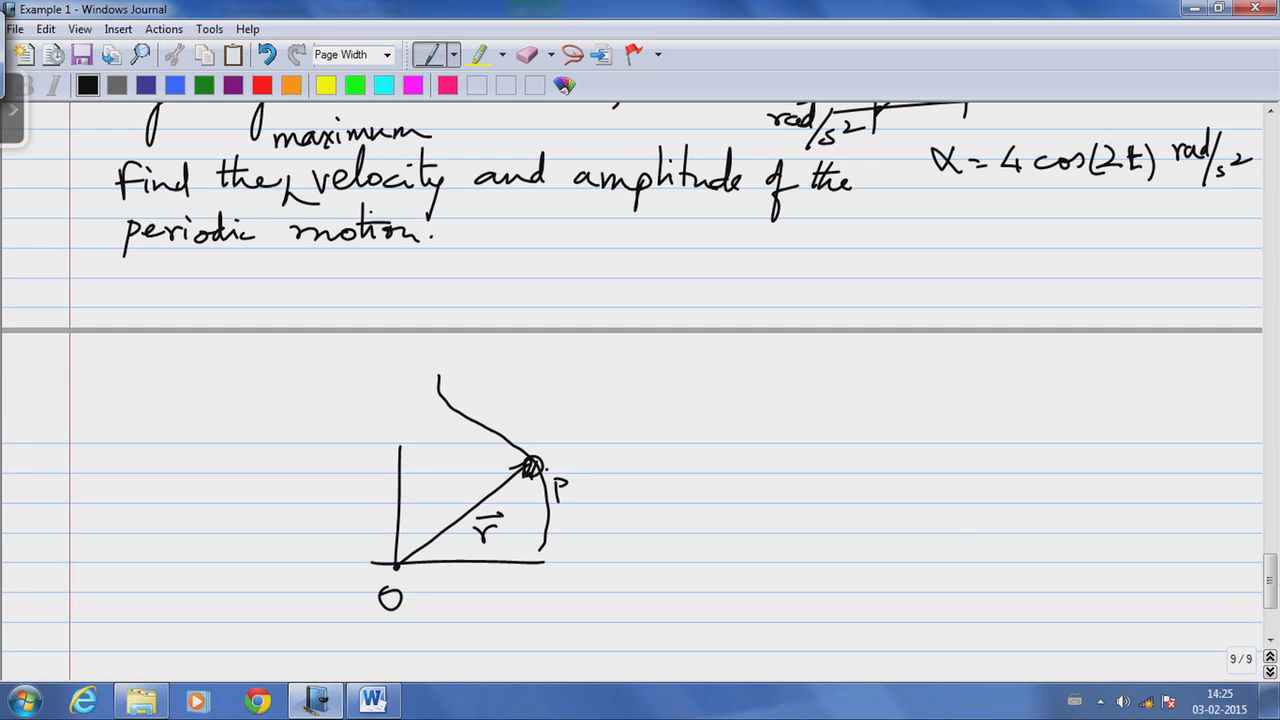 Example 1 - Windows Journal
File Edit View Insert Actions Tools Help
Page Width
B I
maximum
rad/s2
Find the velocity and amplitude of the
α = 4 cos(2t) rad/s2
periodic motion.
P
r
O
9 / 9
14:25
03-02-2015